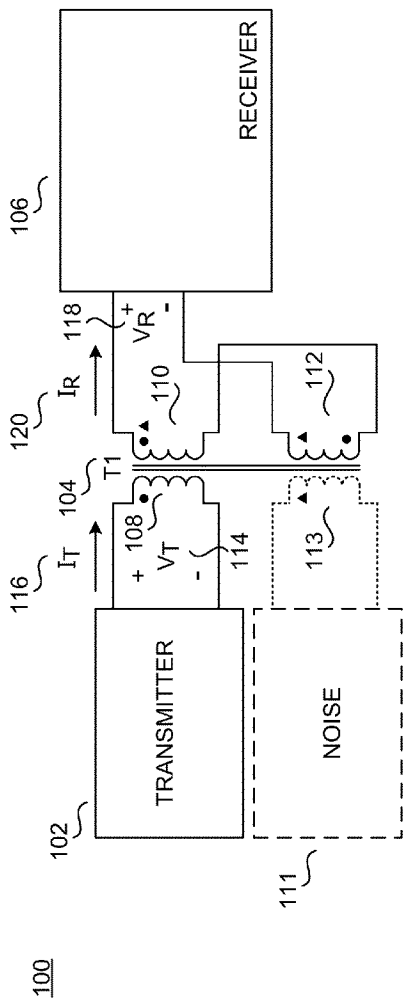 100
102
TRANSMITTER
116
I_T
+
V_T
-
114
104
T1
108
120
I_R
110
118
+
V_R
-
106
RECEIVER
111
NOISE
113
112